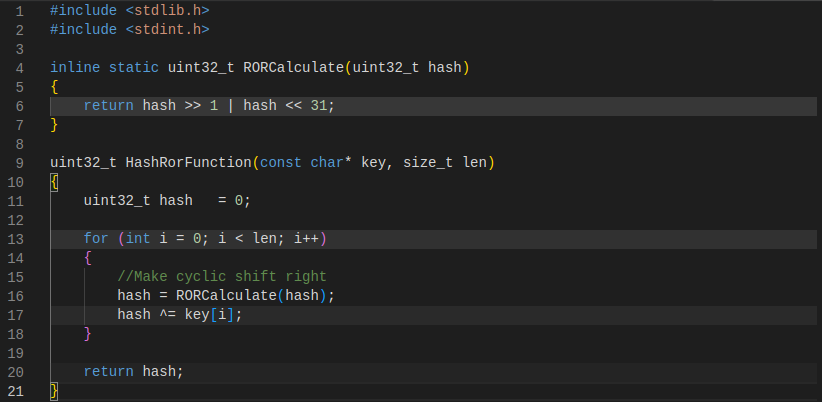 1 #include <stdlib.h>
2 #include <stdint.h>
3
4 inline static uint32_t RORCalculate(uint32_t hash)
5 {
6     return hash >> 1 | hash << 31;
7 }
8
9 uint32_t HashRorFunction(const char* key, size_t len)
10 {
11     uint32_t hash   = 0;
12
13     for (int i = 0; i < len; i++)
14     {
15         //Make cyclic shift right
16         hash = RORCalculate(hash);
17         hash ^= key[i];
18     }
19
20     return hash;
21 }